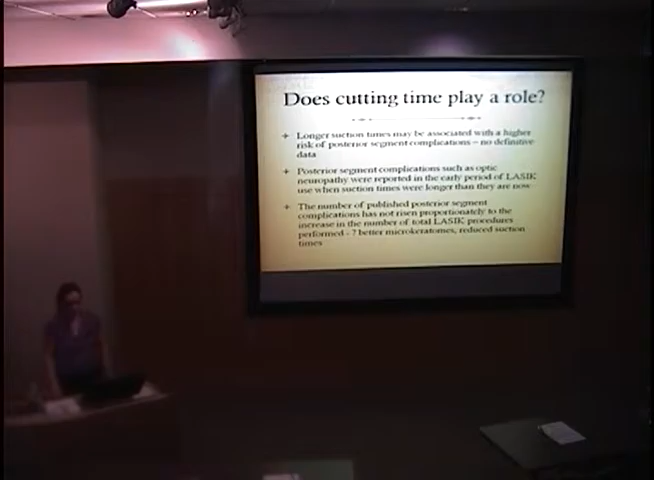 Does cutting time play a role?
Longer suction times may be associated with a higher
risk of posterior segment complications – no definitive
data
Posterior segment complications such as optic
neuropathy were reported in the early period of LASIK
use when suction times were longer than they are now
The number of published posterior segment
complications has not risen proportionately to the
increase in the number of total LASIK procedures
performed - ? better microkeratomes, reduced suction
times